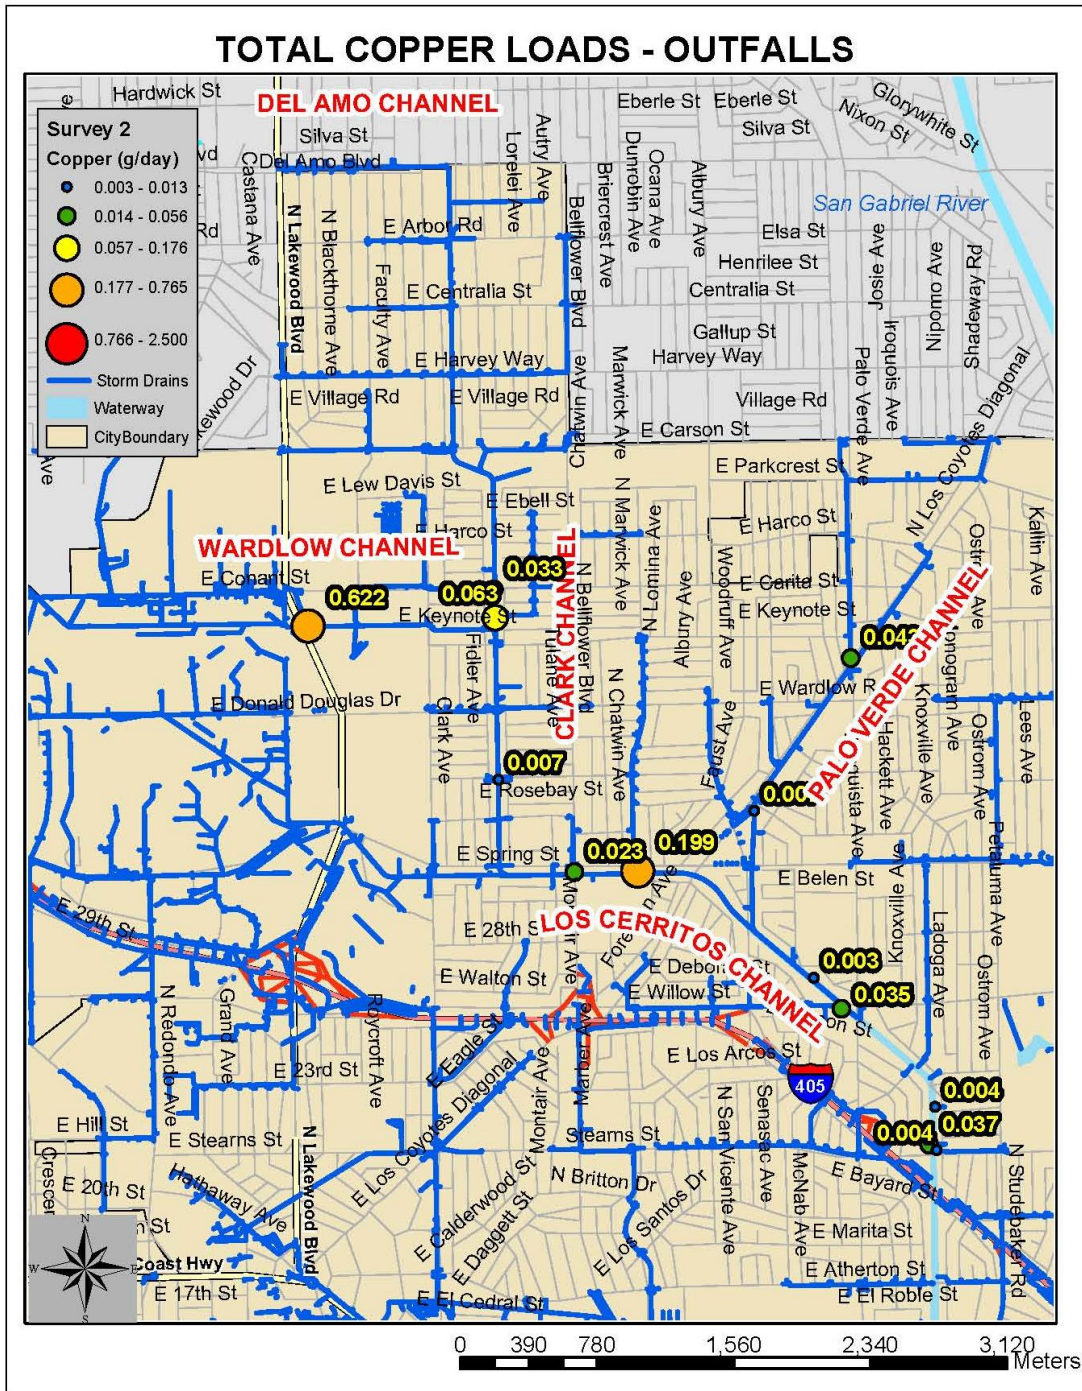 TOTAL COPPER LOADS - OUTFALLS
Survey 2
Copper (g/day)
0.003 - 0.013
0.014 - 0.056
0.057 - 0.176
0.177 - 0.765
0.766 - 2.500
Storm Drains
Waterway
CityBoundary
Hardwick St
DEL AMO CHANNEL
Silva St
Del Amo Blvd
Castana Ave
N Lakewood Blvd
N Blackthorne Ave
Faculty Ave
E Arbor Rd
E Centralia St
E Harvey Way
E Village Rd
E Village Rd
Lorelei Ave
Autry Ave
Bellflower Blvd
Briercrest Ave
Dunrobin Ave
Ocana Ave
Albury Ave
Eberle St
Eberle St
Silva St
Nixon St
Glorywhite St
San Gabriel River
Elsa St
Henrilee St
Centralia St
Gallup St
Harvey Way
Village Rd
Josie Ave
Iroquois Ave
Nipomo Ave
Shadeway Rd
Palo Verde Ave
N Los Coyotes Diagonal
Chatwin Ave
Marwick Ave
E Carson St
E Parkcrest St
E Lew Davis St
E Ebell St
E Harco St
E Harco St
WARDLOW CHANNEL
E Conant St
0.622
0.063
0.033
E Keynote St
CLARK CHANNEL
N Bellflower Blvd
N Marwick Ave
N Lomina Ave
Albury Ave
Woodruff Ave
E Carita St
E Keynote St
Kallin Ave
Fidler Ave
Tulane Ave
Clark Ave
N Chatwin Ave
Faust Ave
E Wardlow R
PALO VERDE CHANNEL
Knoxville Ave
Hackett Ave
Ostrom Ave
Lees Ave
E Donald Douglas Dr
0.007
E Rosebay St
E Spring St
0.023
0.199
E Belen St
Petaluma Ave
Knoxville Ave
Ladoga Ave
Ostrom Ave
LOS CERRITOS CHANNEL
E 29th St
E 28th S
E Walton St
E Willow St
0.003
0.035
E Los Arcos St
405
N Redondo Ave
Grand Ave
E 23rd St
Roycroft Ave
E Eagle St
Montair Ave
E Los Coyotes Diagonal
N San Vicente Ave
Senasac Ave
McNab Ave
0.004
0.037
0.004
E Hill St
E Stearns St
Stearns St
N Lakewood Blvd
E Calderwood St
E Daggett St
N Britton Dr
E Los Santos Dr
E Bayard St
N Studebaker Rd
E 20th St
Hathaway Ave
E Marita St
E Atherton St
E El Roble St
Coast Hwy
E 17th St
E El Cedral St
N
W
E
S
0 390 780 1,560 2,340 3,120
Meters